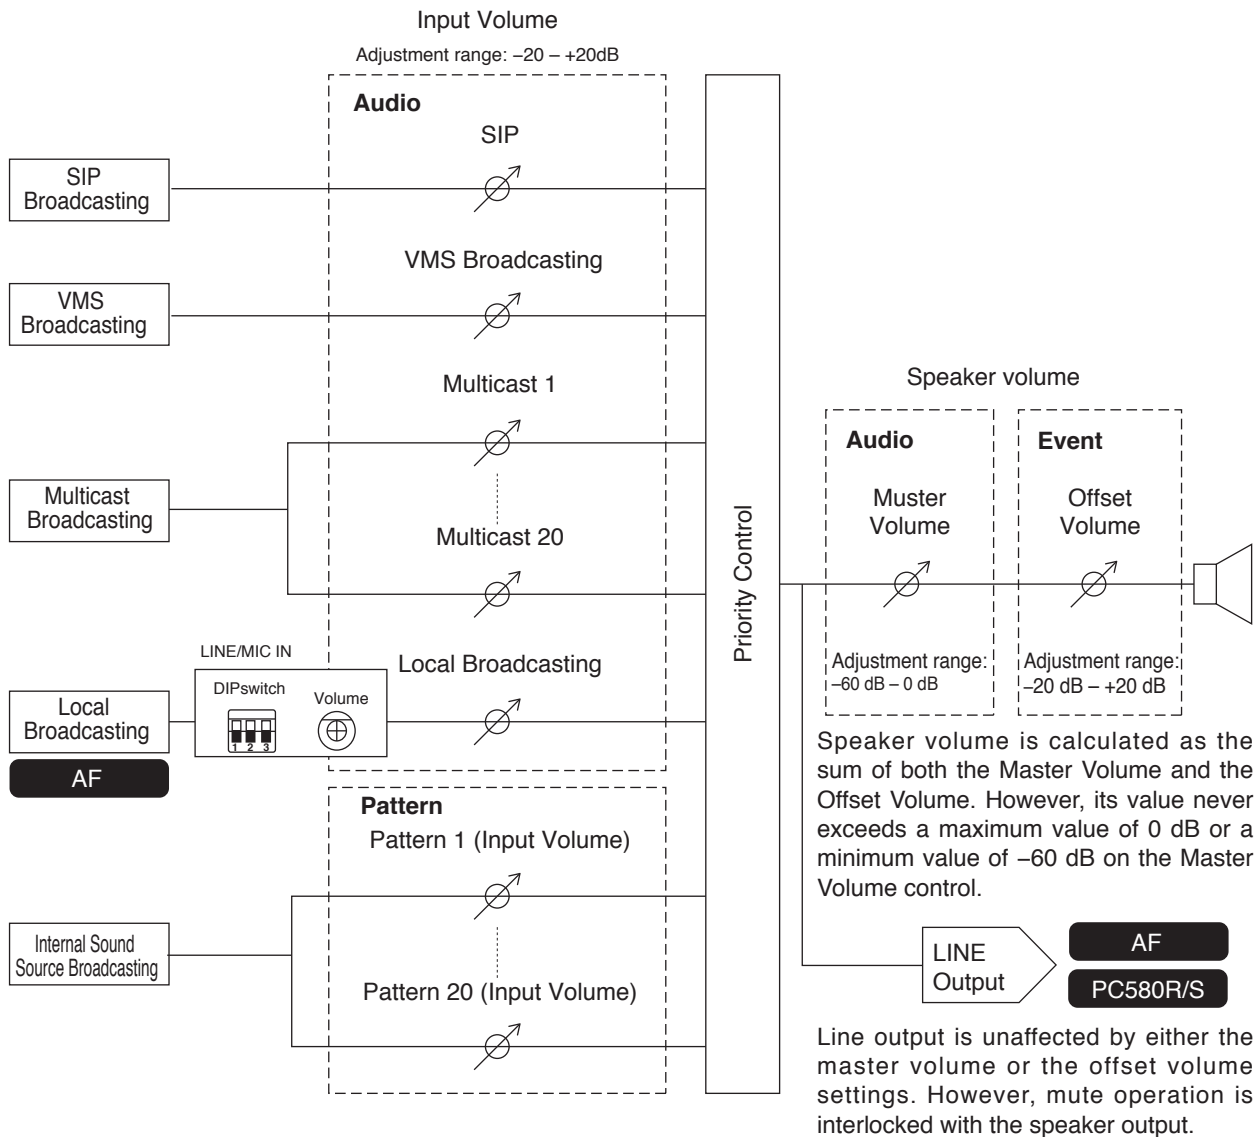 Input Volume
Adjustment range: –20 – +20dB
Audio
SIP
SIP
Broadcasting
VMS Broadcasting
VMS
Broadcasting
Multicast 1
Multicast
Broadcasting
Multicast 20
LINE/MIC IN
DIPswitch
Volume
1 2 3
Local Broadcasting
Local
Broadcasting
AF
Pattern
Pattern 1 (Input Volume)
Internal Sound
Source Broadcasting
Pattern 20 (Input Volume)
Priority Control
Speaker volume
Audio
Muster
Volume
Adjustment range:
–60 dB – 0 dB
Event
Offset
Volume
Adjustment range:
–20 dB – +20 dB
Speaker volume is calculated as the
sum of both the Master Volume and the
Offset Volume. However, its value never
exceeds a maximum value of 0 dB or a
minimum value of –60 dB on the Master
Volume control.
LINE
Output
AF
PC580R/S
Line output is unaffected by either the
master volume or the offset volume
settings. However, mute operation is
interlocked with the speaker output.